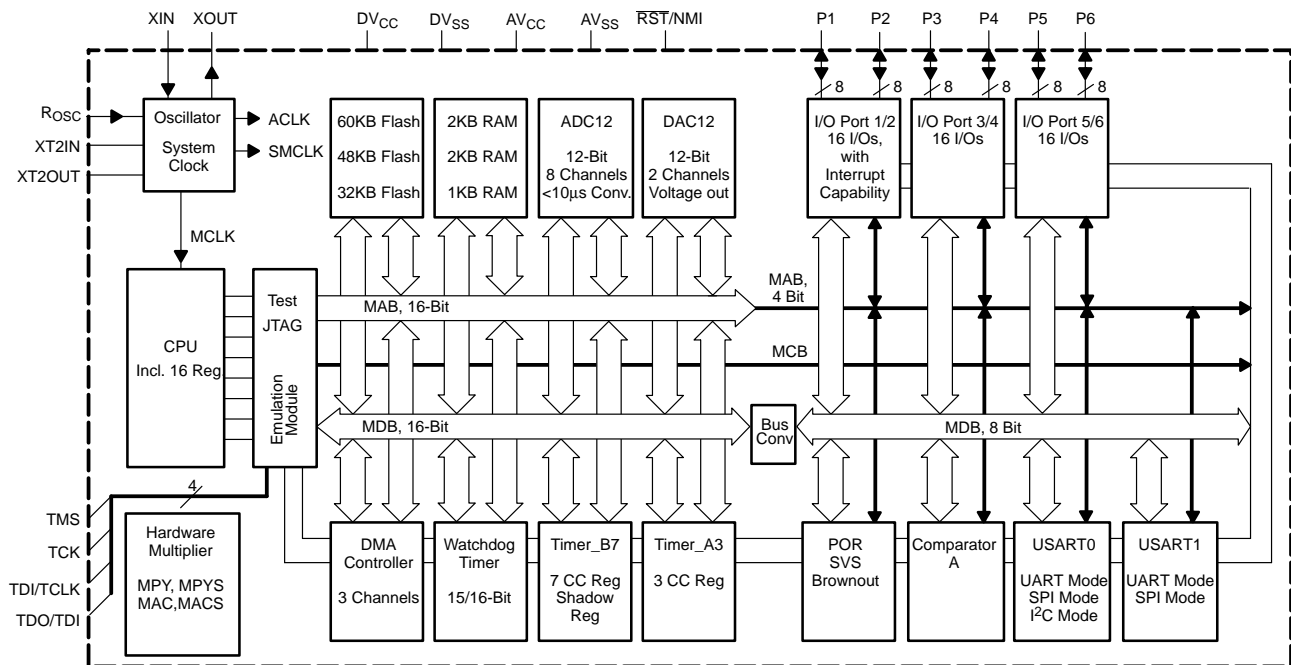 XIN XOUT DVCC DVSS AVCC AVSS RST/NMI P1 P2 P3 P4 P5 P6
8 8 8 8 8 8
ROSC
XT2IN
XT2OUT
Oscillator
System
Clock
ACLK
SMCLK
MCLK
60KB Flash
48KB Flash
32KB Flash
2KB RAM
2KB RAM
1KB RAM
ADC12
12-Bit
8 Channels
<10µs Conv.
DAC12
12-Bit
2 Channels
Voltage out
I/O Port 1/2
16 I/Os,
with
Interrupt
Capability
I/O Port 3/4
16 I/Os
I/O Port 5/6
16 I/Os
CPU
Incl. 16 Reg.
Test
JTAG
Emulation
Module
MAB, 16-Bit
MAB,
4 Bit
MCB
MDB, 16-Bit
Bus
Conv
MDB, 8 Bit
4
TMS
TCK
TDI/TCLK
TDO/TDI
Hardware
Multiplier
MPY, MPYS
MAC,MACS
DMA
Controller
3 Channels
Watchdog
Timer
15/16-Bit
Timer_B7
7 CC Reg
Shadow
Reg
Timer_A3
3 CC Reg
POR
SVS
Brownout
Comparator
A
USART0
UART Mode
SPI Mode
I2C Mode
USART1
UART Mode
SPI Mode